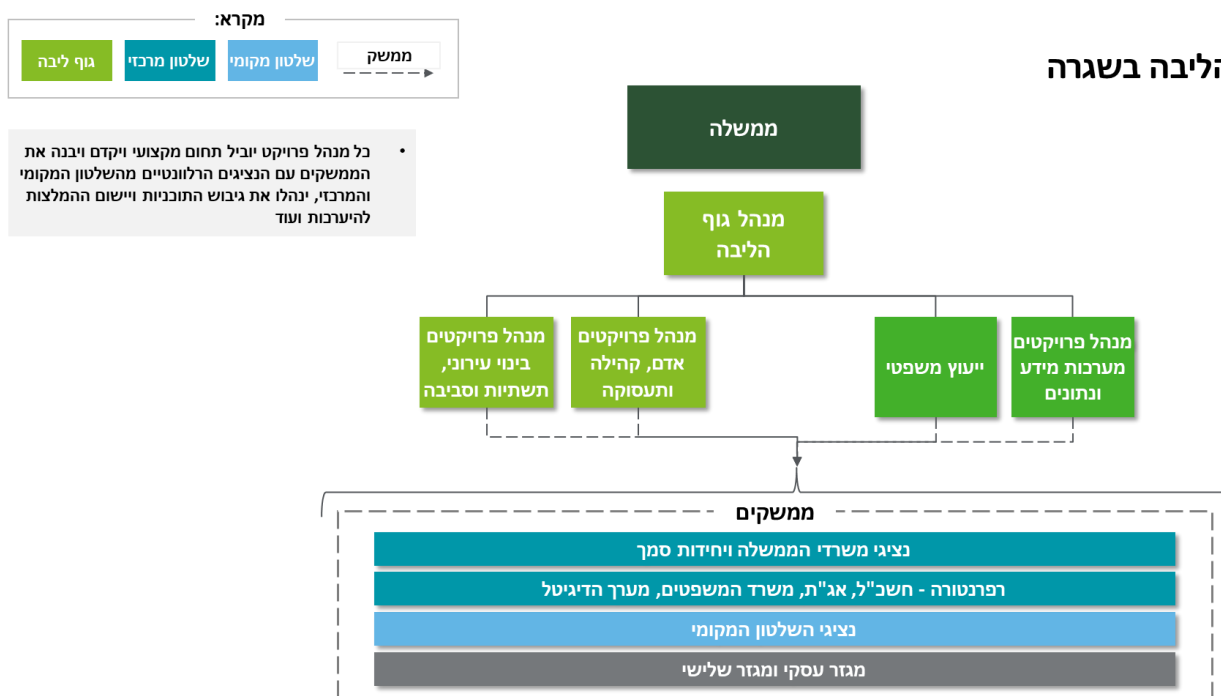 הליבה בשגרה
מקרא:
ממשק
שלטון מקומי
שלטון מרכזי
גוף ליבה
• כל מנהל פרויקט יוביל תחום מקצועי ויקדם ויבנה את
הממשקים עם הנציגים הרלוונטיים מהשלטון המקומי
והמרכזי, ינהלו את גיבוש התוכניות ויישום ההמלצות
להיערכות ועוד
ממשלה
מנהל גוף
הליבה
מנהל פרויקטים
מערכות מידע
ונתונים
ייעוץ משפטי
מנהל פרויקטים
אדם, קהילה
ותעסוקה
מנהל פרויקטים
בינוי עירוני,
תשתיות וסביבה
ממשקים
נציגי משרדי הממשלה ויחידות סמך
רפרנטורה - חשכ"ל, אג"ת, משרד המשפטים, מערך הדיגיטל
נציגי השלטון המקומי
מגזר עסקי ומגזר שלישי